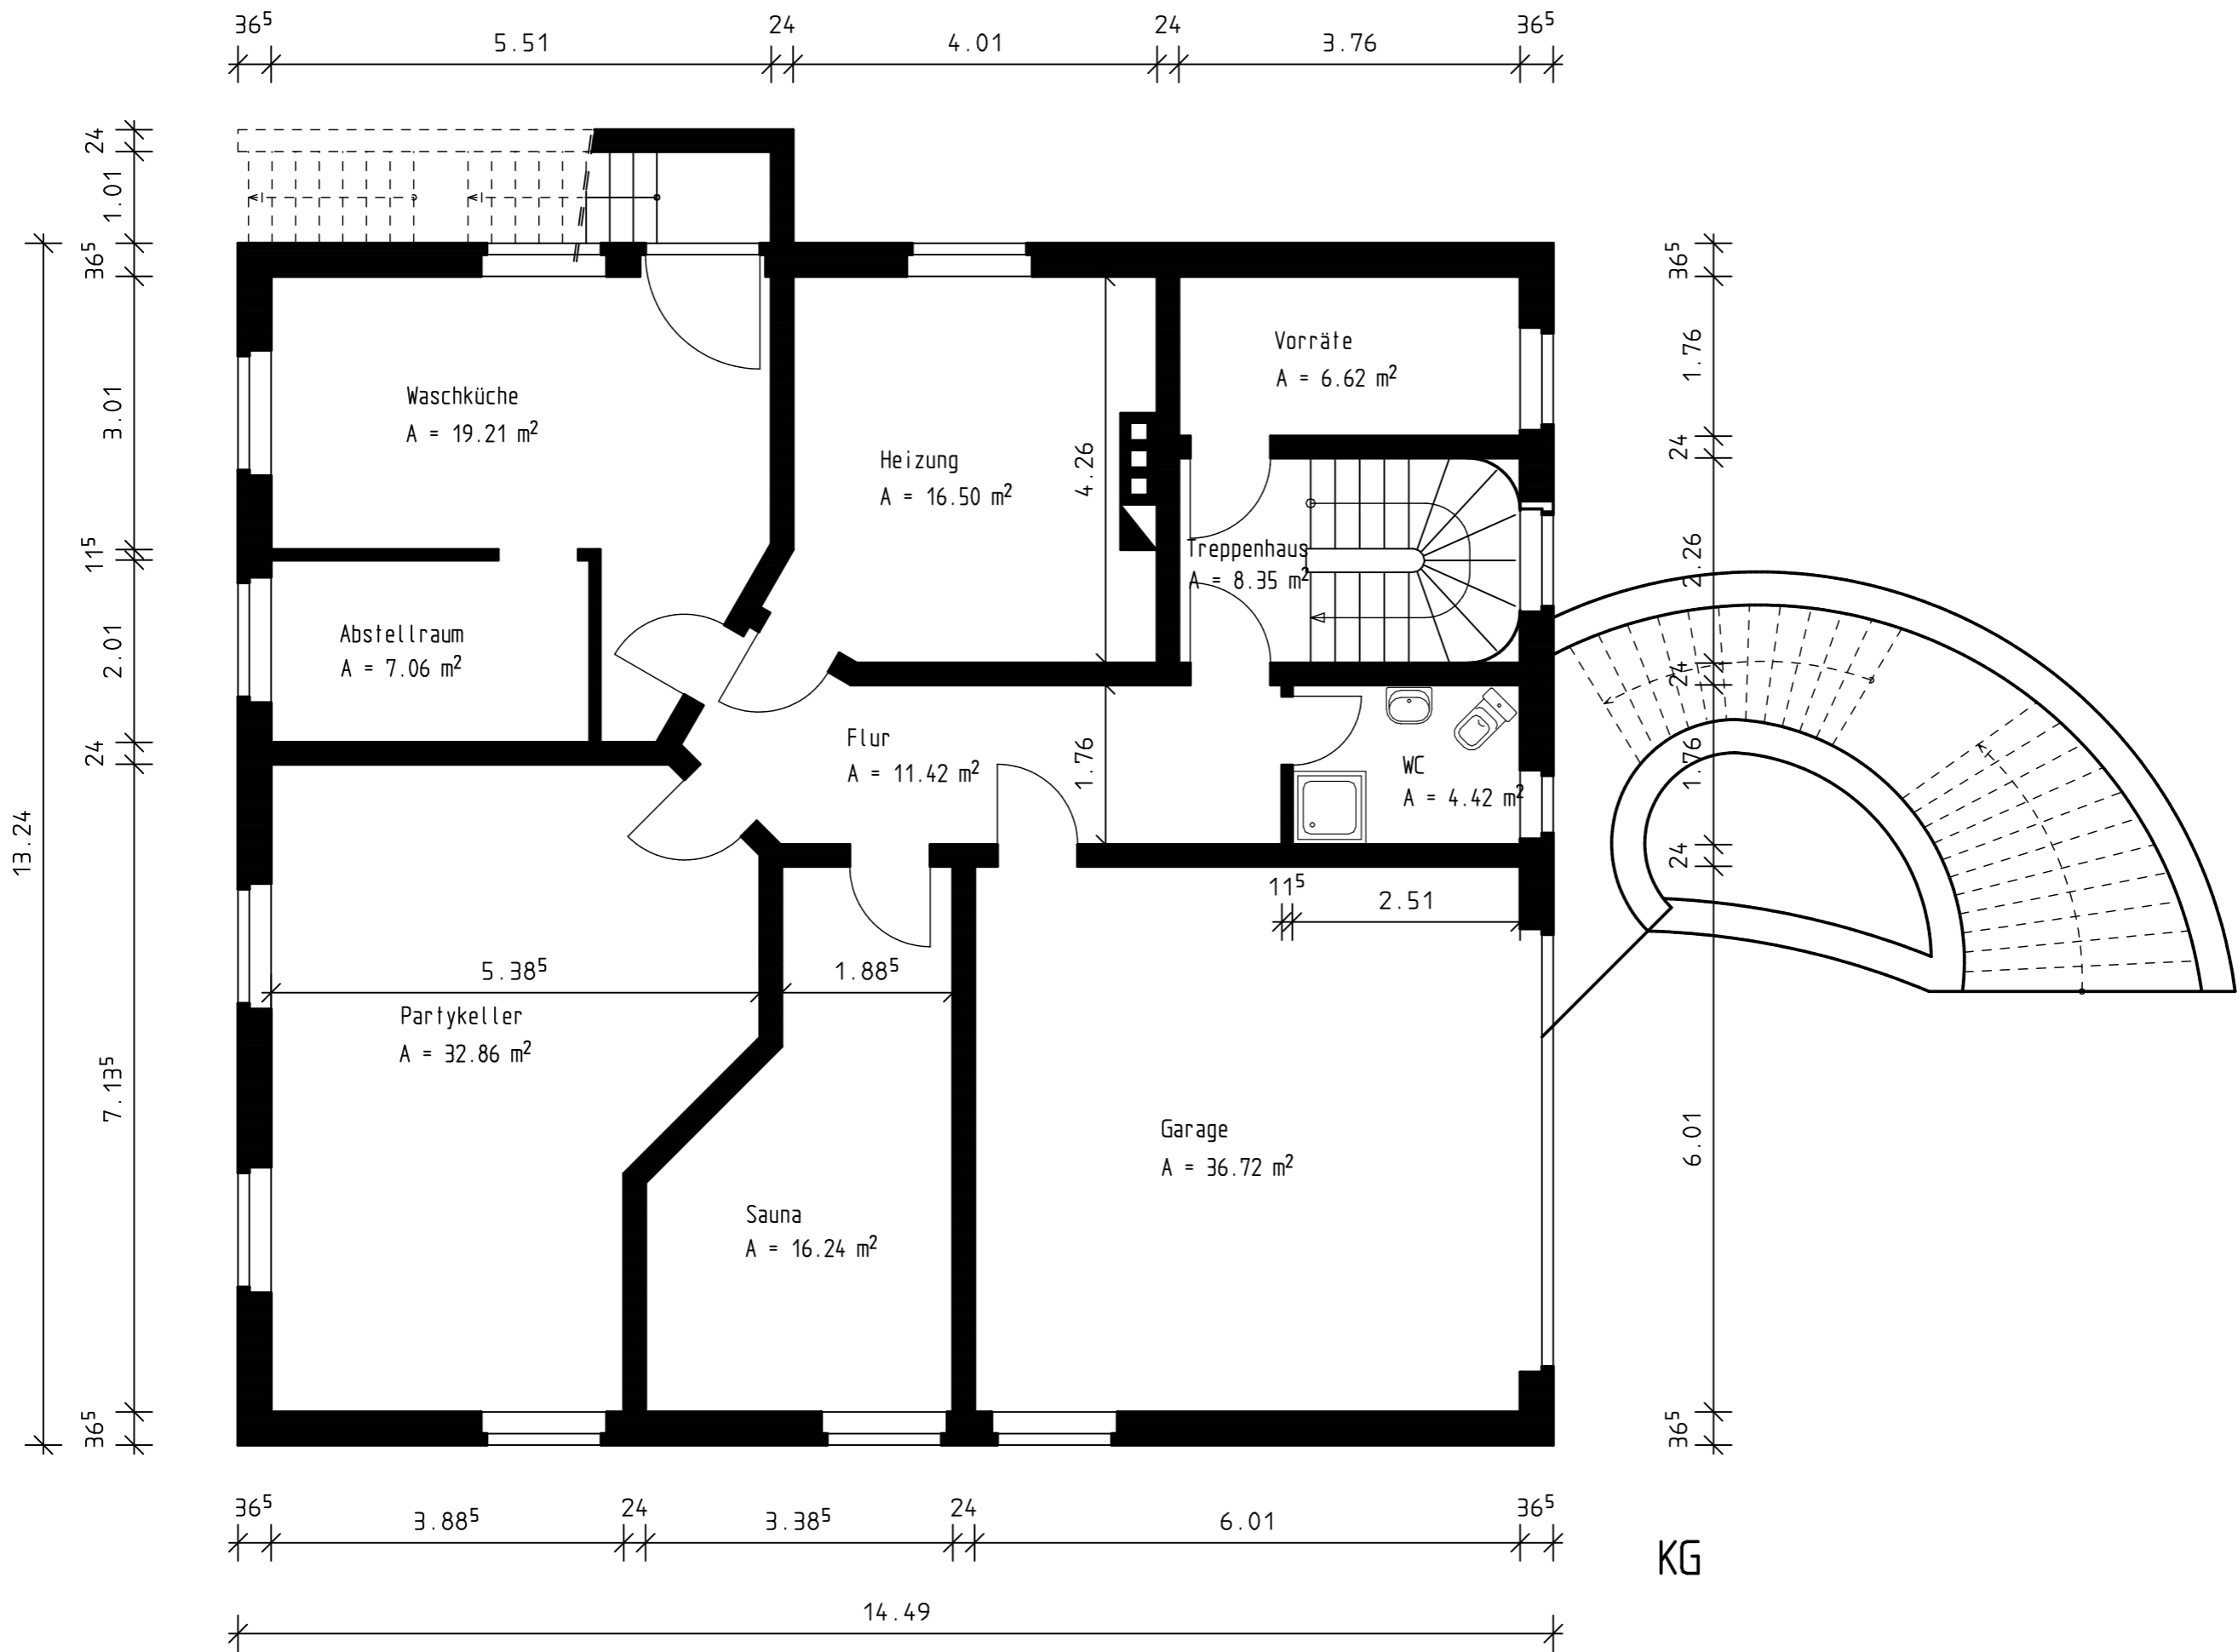 36⁵ 24 24 36⁵
5.51 4.01 3.76
24
1.01
36⁵
3.01
11⁵
2.01
24
7.13⁵
36⁵
13.24
Waschküche
A = 19.21 m²
Heizung
A = 16.50 m²
4.26
Vorräte
A = 6.62 m²
Treppenhaus
A = 8.35 m²
Abstellraum
A = 7.06 m²
Flur
A = 11.42 m²
1.76
WC
A = 4.42 m²
11⁵
2.51
5.38⁵
1.88⁵
Partykeller
A = 32.86 m²
Garage
A = 36.72 m²
Sauna
A = 16.24 m²
36⁵
1.76
24
2.26
24
1.76
24
6.01
36⁵
36⁵ 24 24 36⁵
3.88⁵ 3.38⁵ 6.01
KG
14.49